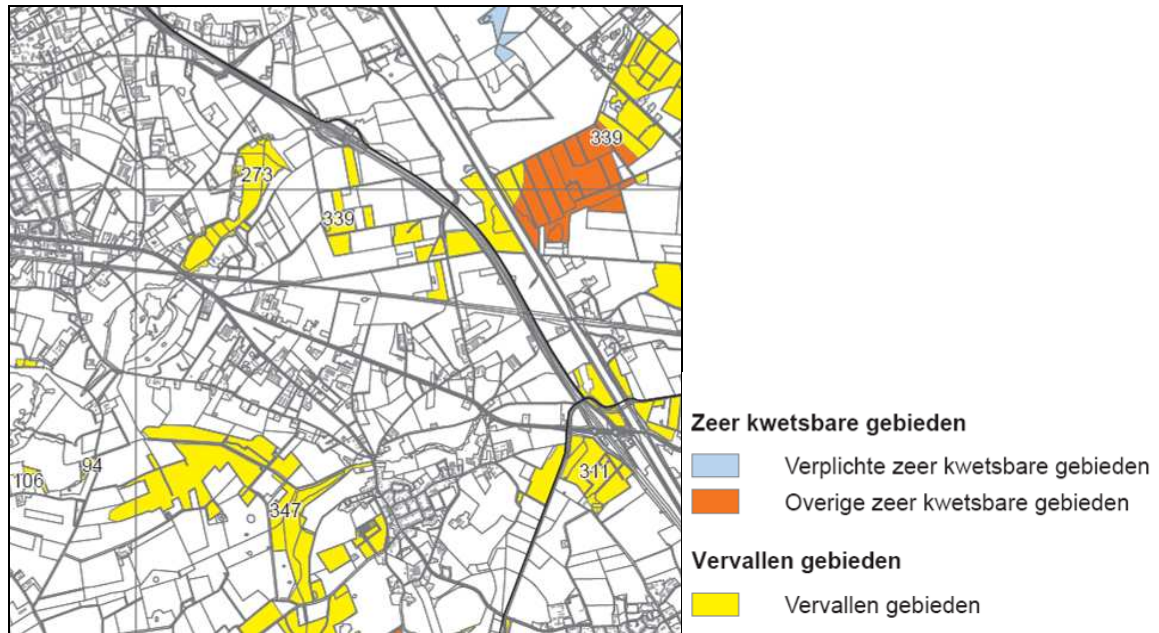 339
273
339
94
106
311
347
Zeer kwetsbare gebieden
Verplichte zeer kwetsbare gebieden
Overige zeer kwetsbare gebieden
Vervallen gebieden
Vervallen gebieden